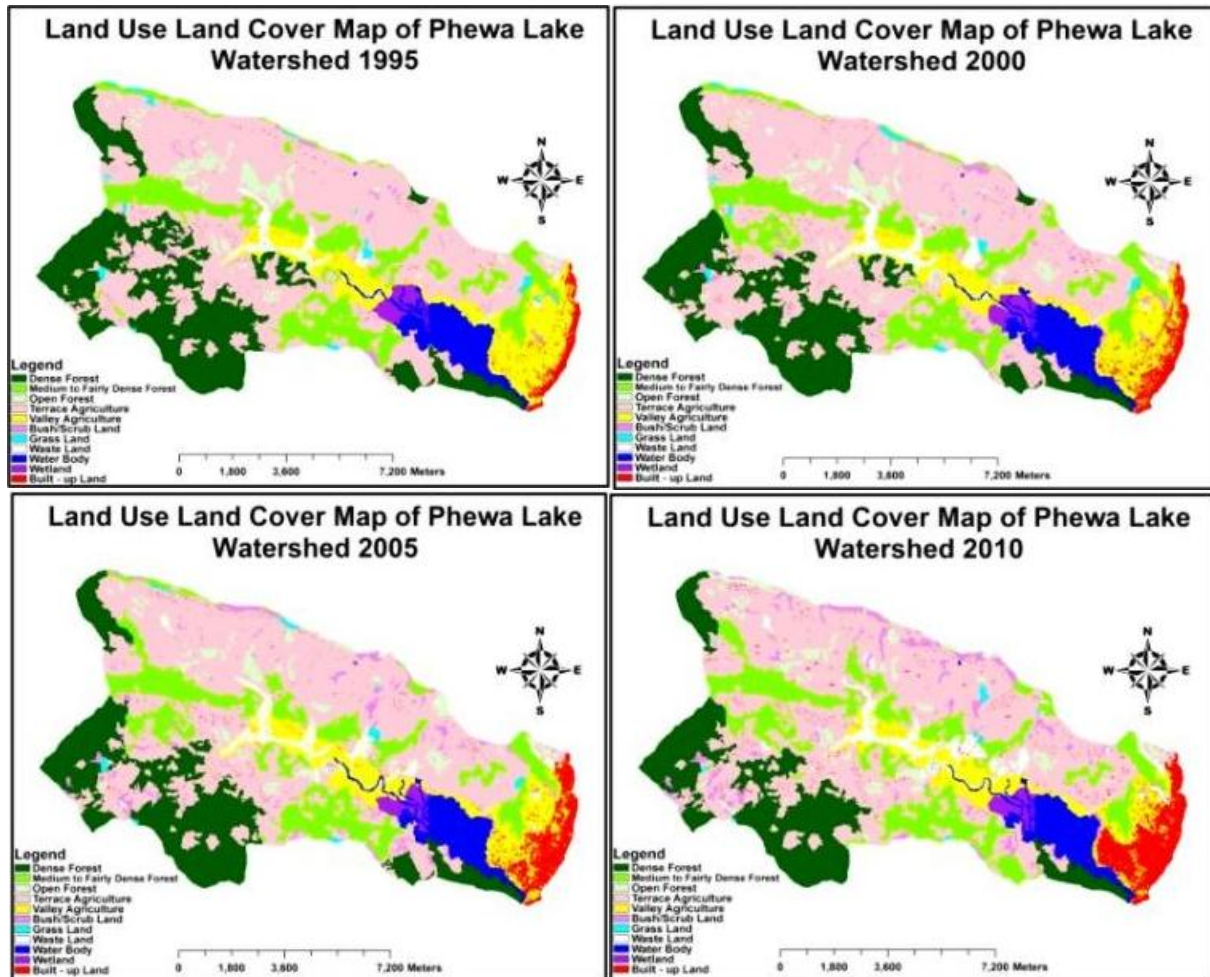 Land Use Land Cover Map of Phewa Lake
Watershed 1995
N
W E
S
Legend
Dense Forest
Medium to Fairly Dense Forest
Open Forest
Terrace Agriculture
Valley Agriculture
Bush/Scrub Land
Grass Land
Waste Land
Water Body
Wetland
Built - up Land
0 1,800 3,600 7,200 Meters
Land Use Land Cover Map of Phewa Lake
Watershed 2000
N
W E
S
Legend
Dense Forest
Medium to Fairly Dense Forest
Open Forest
Terrace Agriculture
Valley Agriculture
Bush/Scrub Land
Grass Land
Waste Land
Water Body
Wetland
Built - up Land
0 1,800 3,600 7,200 Meters
Land Use Land Cover Map of Phewa Lake
Watershed 2005
N
W E
S
Legend
Dense Forest
Medium to Fairly Dense Forest
Open Forest
Terrace Agriculture
Valley Agriculture
Bush/Scrub Land
Grass Land
Waste Land
Water Body
Wetland
Built - up Land
0 1,800 3,600 7,200 Meters
Land Use Land Cover Map of Phewa Lake
Watershed 2010
N
W E
S
Legend
Dense Forest
Medium to Fairly Dense Forest
Open Forest
Terrace Agriculture
Valley Agriculture
Bush/Scrub Land
Grass Land
Waste Land
Water Body
Wetland
Built - up Land
0 1,800 3,600 7,200 Meters